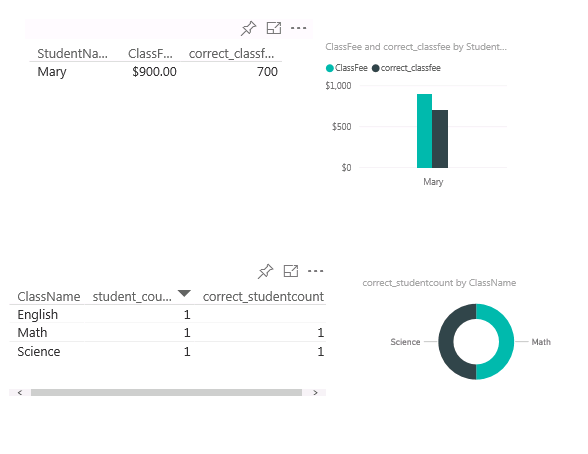 StudentNa... ClassF... correct_classf...
Mary $900.00 700
ClassFee and correct_classfee by Student...
ClassFee correct_classfee
$1,000
$500
$0
Mary
ClassName student_cou... correct_studentcount
English 1
Math 1 1
Science 1 1
correct_studentcount by ClassName
Science Math